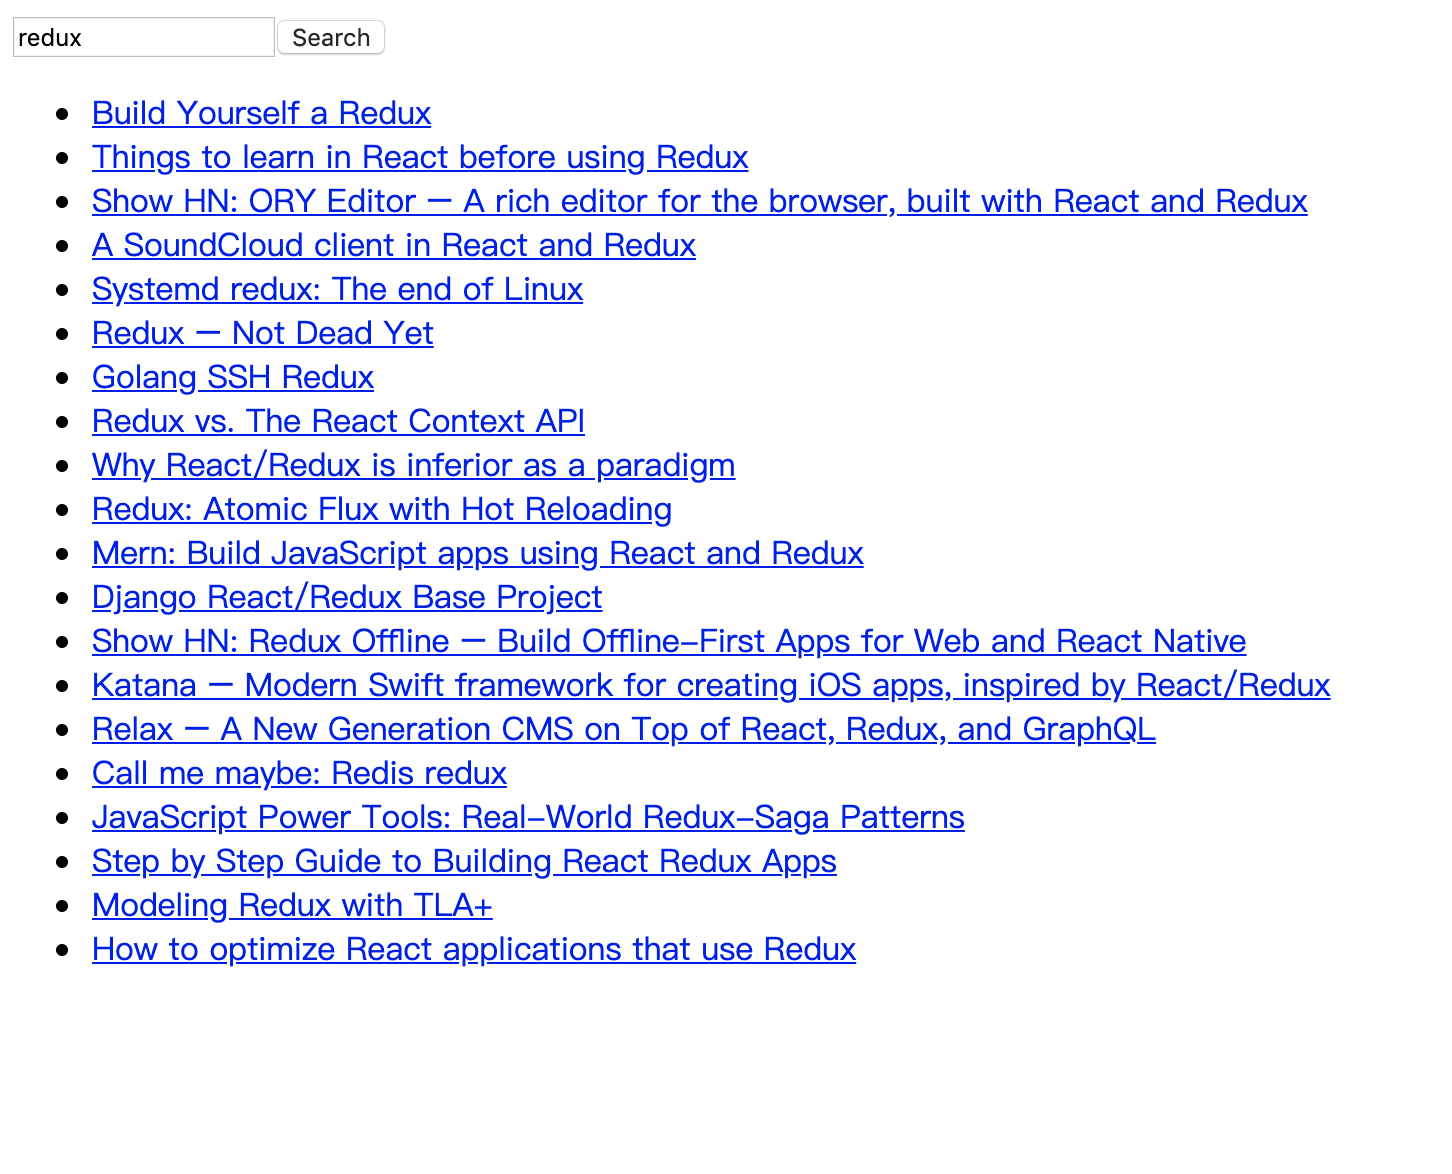 redux Search
Build Yourself a Redux
Things to learn in React before using Redux
Show HN: ORY Editor – A rich editor for the browser, built with React and Redux
A SoundCloud client in React and Redux
Systemd redux: The end of Linux
Redux – Not Dead Yet
Golang SSH Redux
Redux vs. The React Context API
Why React/Redux is inferior as a paradigm
Redux: Atomic Flux with Hot Reloading
Mern: Build JavaScript apps using React and Redux
Django React/Redux Base Project
Show HN: Redux Offline – Build Offline-First Apps for Web and React Native
Katana – Modern Swift framework for creating iOS apps, inspired by React/Redux
Relax – A New Generation CMS on Top of React, Redux, and GraphQL
Call me maybe: Redis redux
JavaScript Power Tools: Real-World Redux-Saga Patterns
Step by Step Guide to Building React Redux Apps
Modeling Redux with TLA+
How to optimize React applications that use Redux